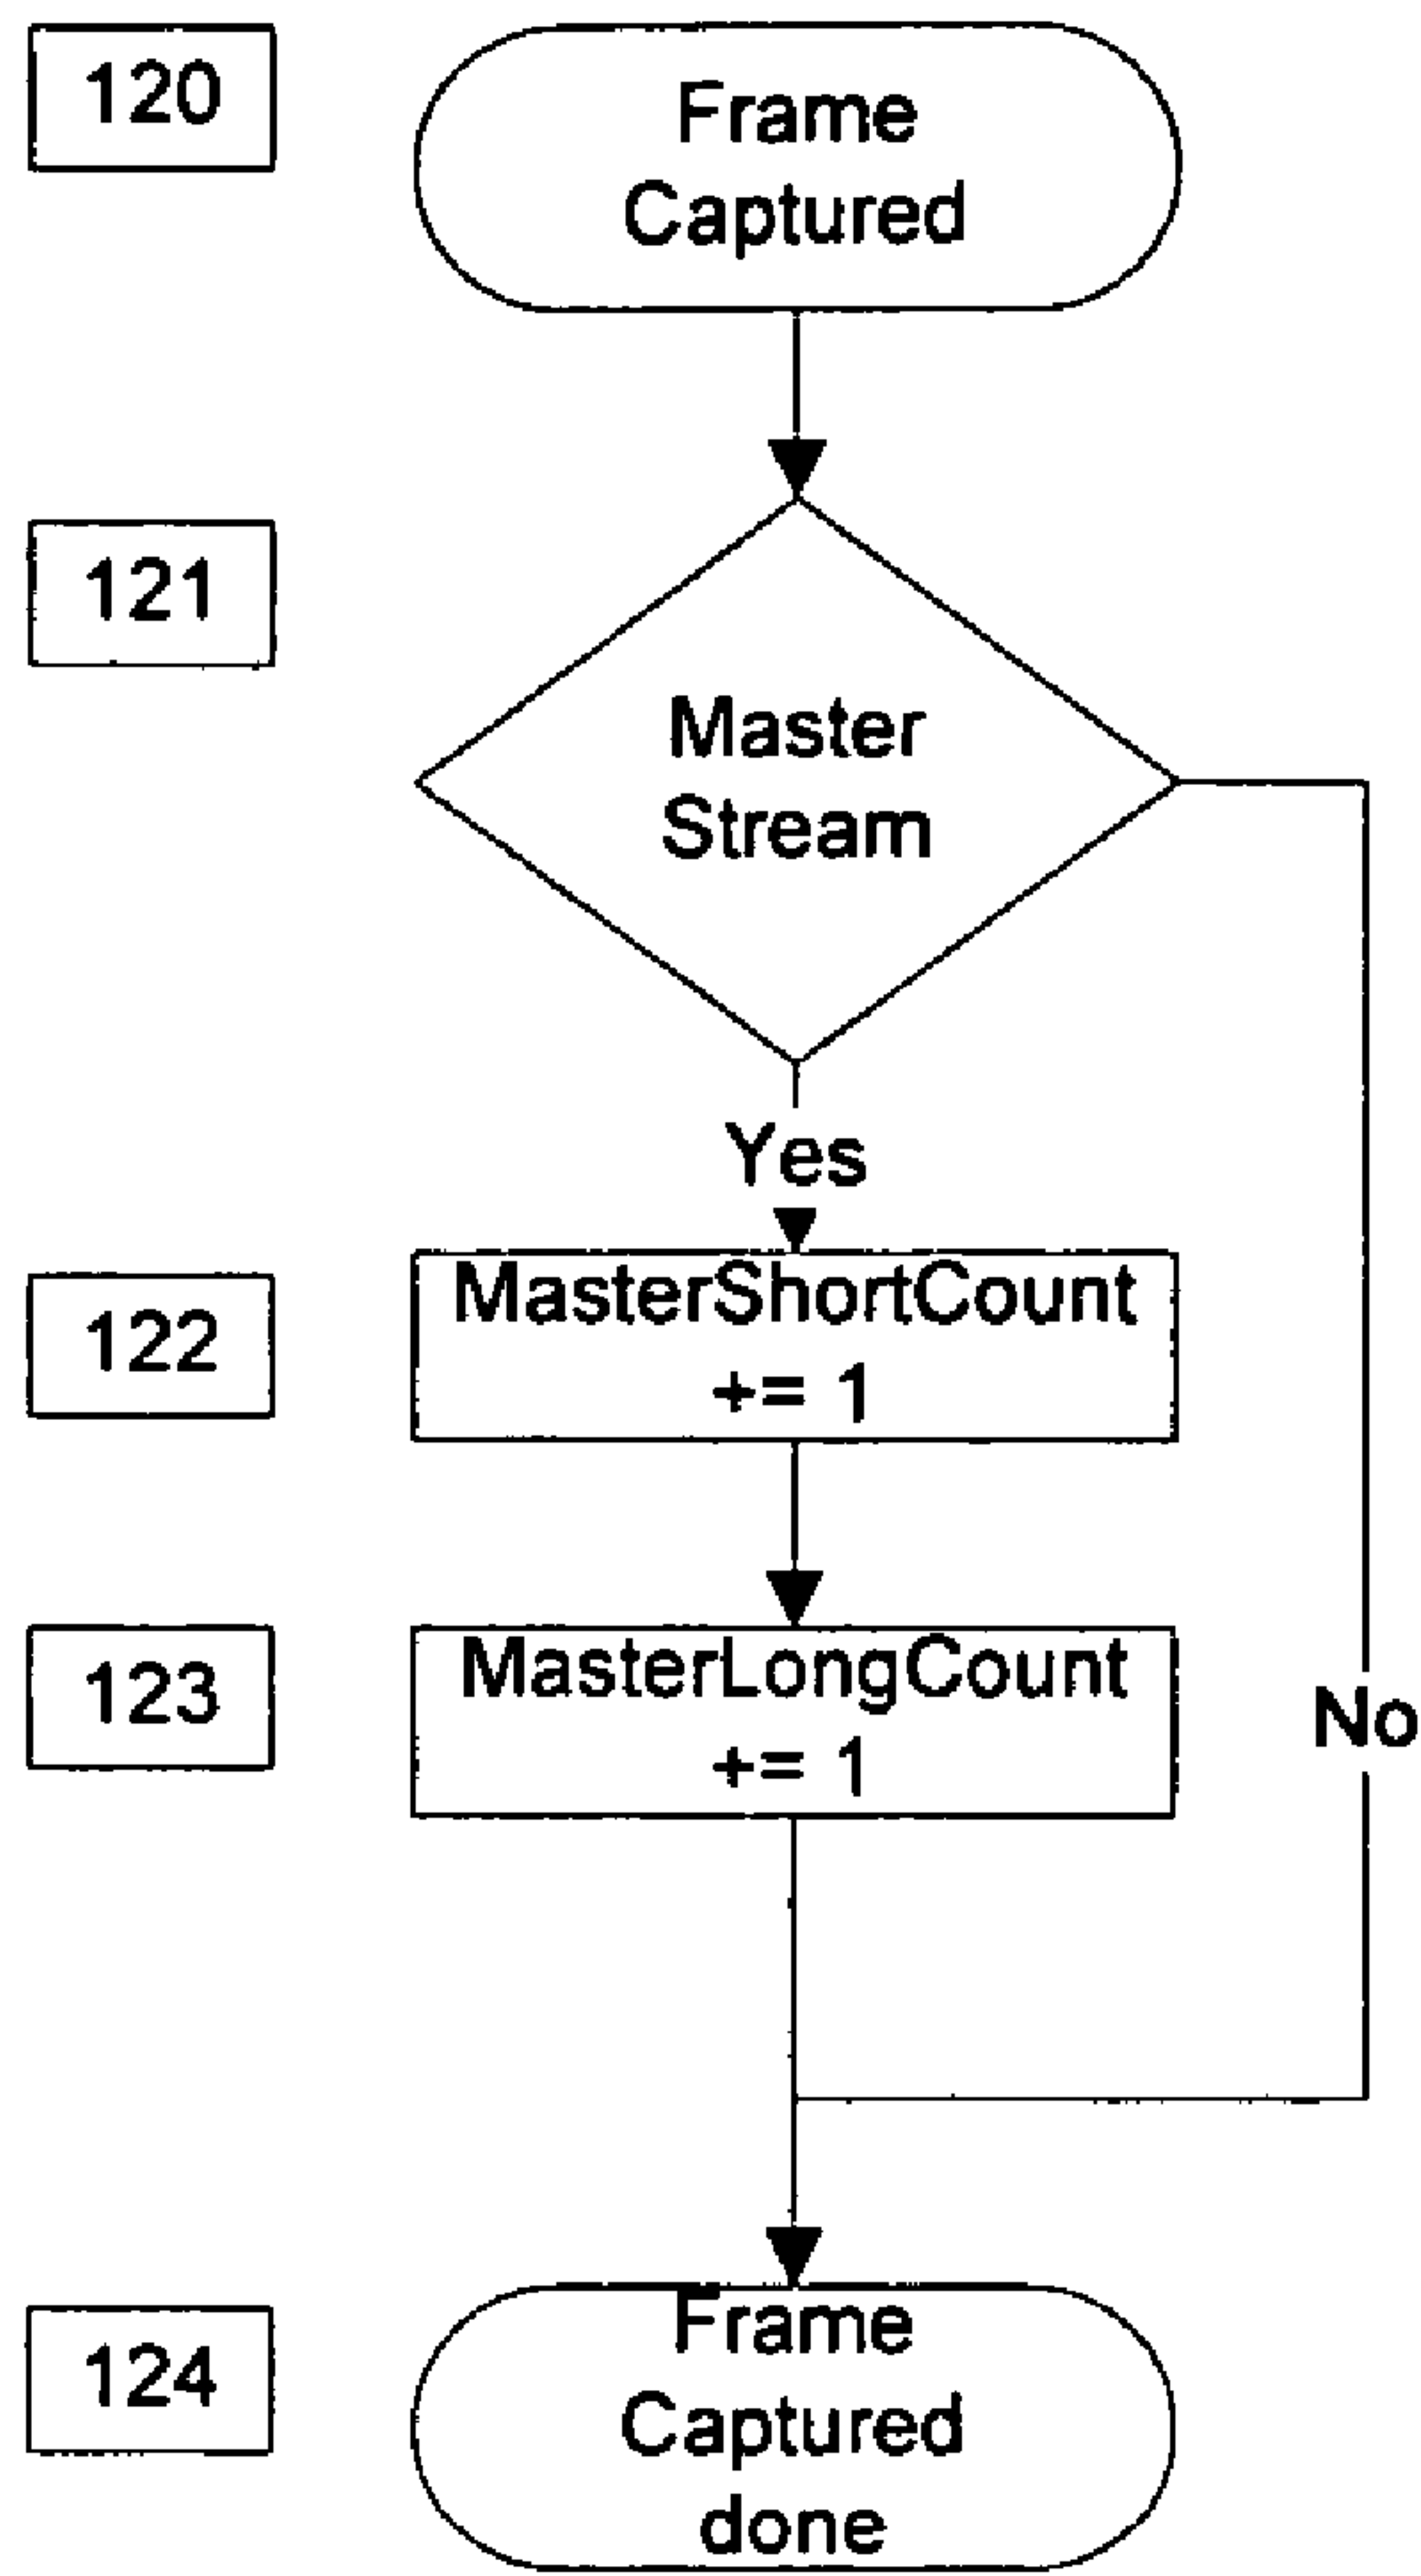 120
Frame
Captured
121
Master
Stream
Yes
122
MasterShortCount
+= 1
123
MasterLongCount
+= 1
No
124
Frame
Captured
done